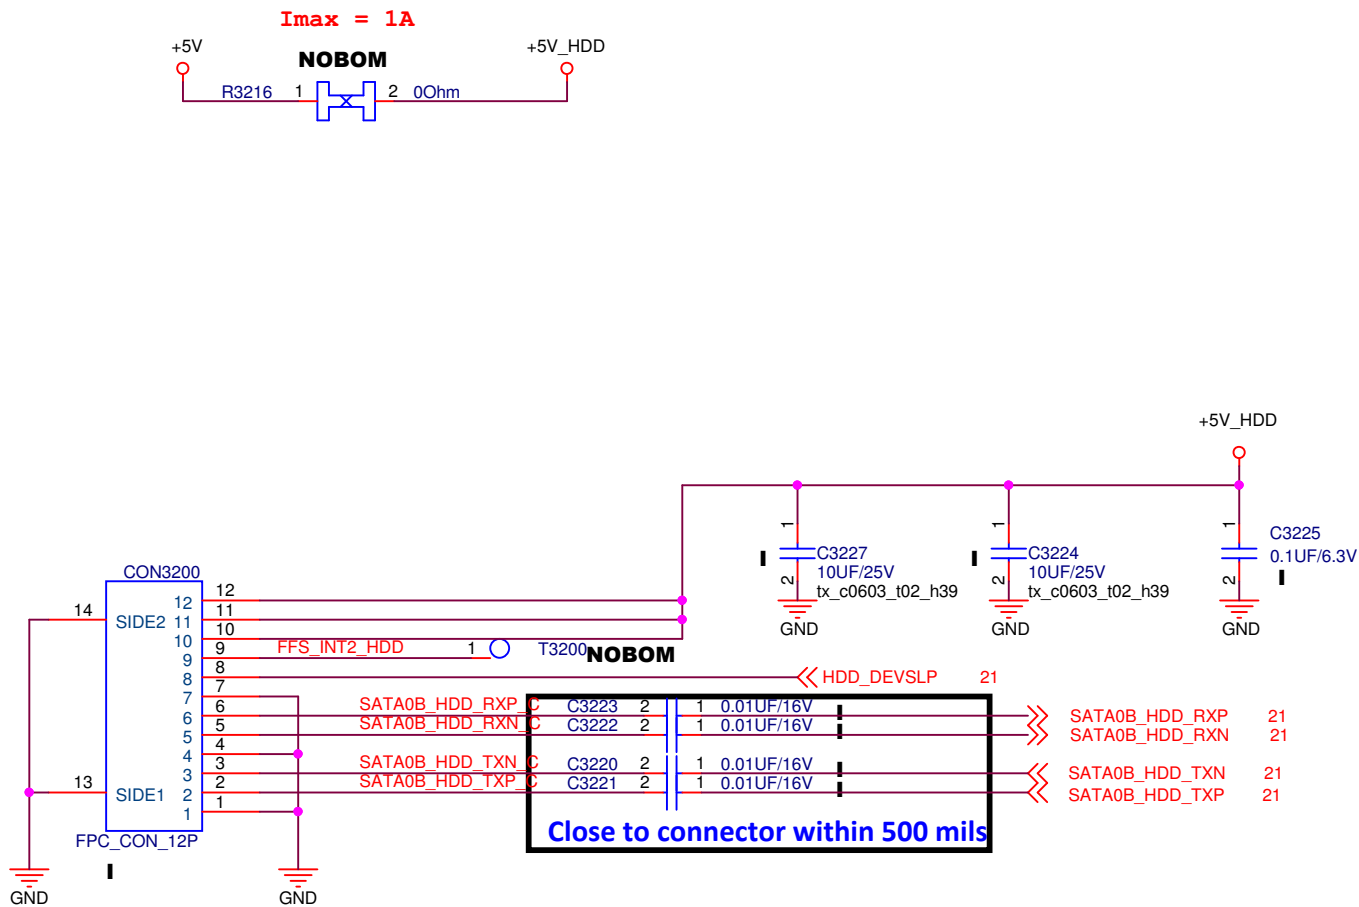 Imax = 1A
+5V
+5V_HDD
NOBOM
R3216 1 2 0Ohm
+5V_HDD
1 1 1 C3225
C3227 C3224 0.1UF/6.3V
I 10UF/25V I 10UF/25V I
2 tx_c0603_t02_h39 2 tx_c0603_t02_h39 2
GND GND GND
CON3200
12 12
14 SIDE2 11 11
10 10
9 9 FFS_INT2_HDD 1 T3200 NOBOM
8 8 HDD_DEVSLP 21
7 7
6 6 SATA0B_HDD_RXP_C C3223 2 1 0.01UF/16V I SATA0B_HDD_RXP 21
5 5 SATA0B_HDD_RXN_C C3222 2 1 0.01UF/16V I SATA0B_HDD_RXN 21
4 4
3 3 SATA0B_HDD_TXN_C C3220 2 1 0.01UF/16V I SATA0B_HDD_TXN 21
13 SIDE1 2 2 SATA0B_HDD_TXP_C C3221 2 1 0.01UF/16V I SATA0B_HDD_TXP 21
1 1
FPC_CON_12P
Close to connector within 500 mils
I
GND GND